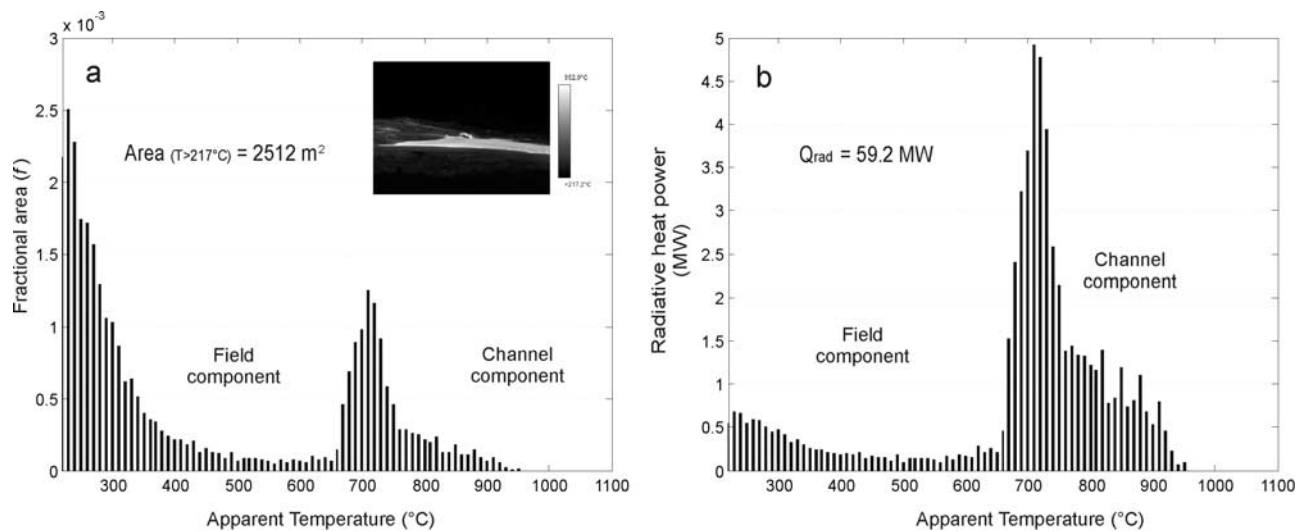 x 10⁻³
3
2.5
2
1.5
1
0.5
0
Fractional area (f)
a
Area (T>217°C) = 2512 m²
Field
component
Channel
component
300 400 500 600 700 800 900 1000 1100
Apparent Temperature (°C)
5
4.5
4
3.5
3
2.5
2
1.5
1
0.5
0
Radiative heat power
(MW)
b
Qrad = 59.2 MW
Channel
component
Field
component
300 400 500 600 700 800 900 1000 1100
Apparent Temperature (°C)